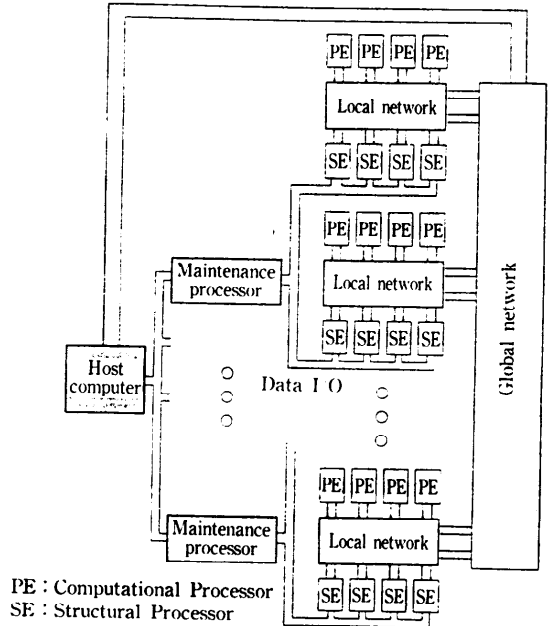 PE PE PE PE
Local network
SE SE SE SE
PE PE PE PE
Maintenance
processor
Local network
SE SE SE SE
Global network
Host
computer
Data I/O
PE PE PE PE
Maintenance
processor
Local network
SE SE SE SE
PE : Computational Processor
SE : Structural Processor